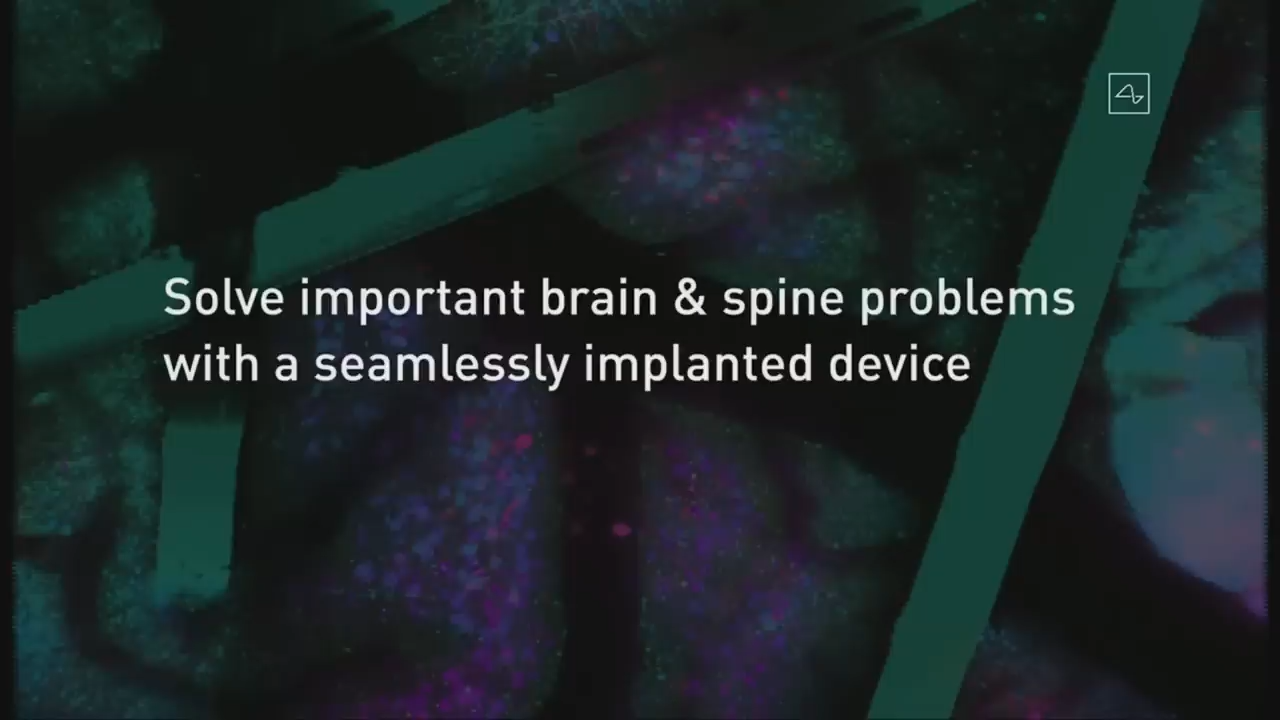 Solve important brain & spine problems
with a seamlessly implanted device